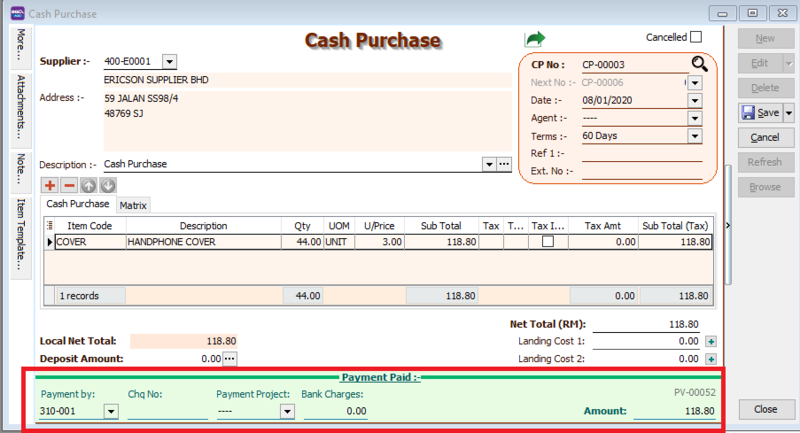 Cash Purchase
More...
Attachments...
Note...
Item Template...
Cash Purchase
Cancelled
Supplier :- 400-E0001
ERICSON SUPPLIER BHD
Address :- 59 JALAN SS98/4
48769 SJ
CP No : CP-00003
Next No :- CP-00006
Date :- 08/01/2020
Agent :- ----
Terms :- 60 Days
Ref 1 :-
Ext. No :-
Description :- Cash Purchase ...
Cash Purchase Matrix
Item Code Description Qty UOM U/Price Sub Total Tax T... Tax I... Tax Amt Sub Total (Tax)
COVER HANDPHONE COVER 44.00 UNIT 3.00 118.80 0.00 118.80
1 records 44.00 118.80 0.00 118.80
Net Total (RM): 118.80
Local Net Total: 118.80 Landing Cost 1: 0.00
Deposit Amount: 0.00 ... Landing Cost 2: 0.00
Payment Paid :-
Payment by: Chq No: Payment Project: Bank Charges: PV-00052
310-001 ---- 0.00 Amount: 118.80
New
Edit
Delete
Save
Cancel
Refresh
Browse
Close